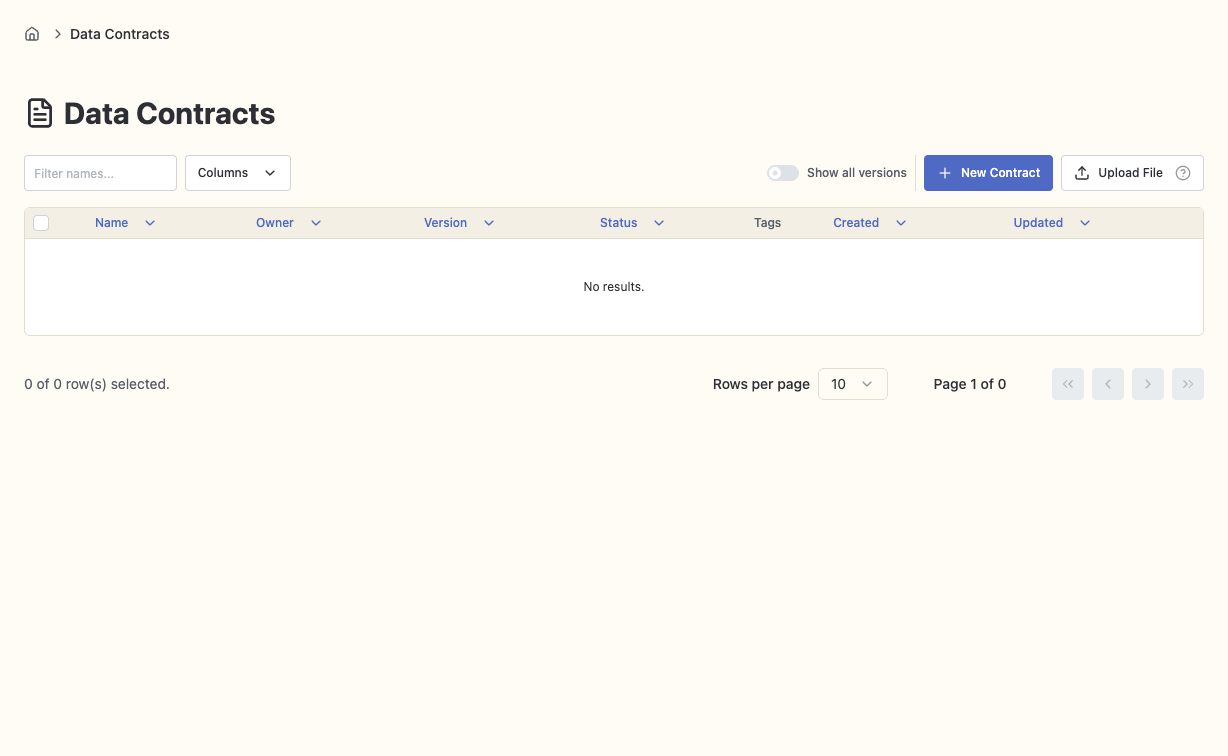 Data Contracts
Data Contracts
Filter names...
Columns
Show all versions
New Contract
Upload File
Name Owner Version Status Tags Created Updated
No results.
0 of 0 row(s) selected.
Rows per page 10
Page 1 of 0